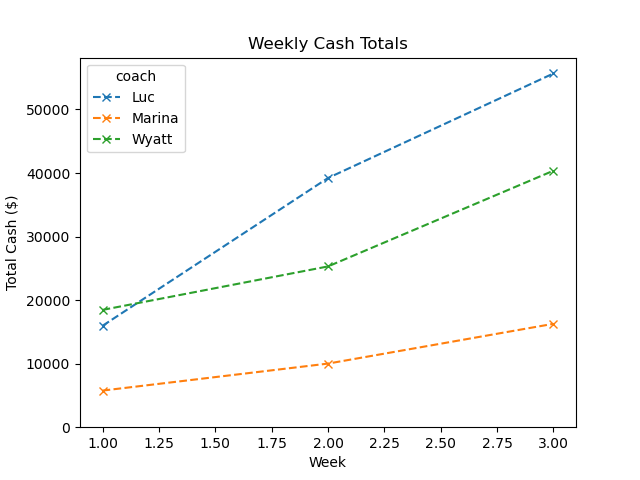 Weekly Cash Totals
coach
Luc
Marina
Wyatt
Total Cash ($)
50000
40000
30000
20000
10000
0
1.00 1.25 1.50 1.75 2.00 2.25 2.50 2.75 3.00
Week